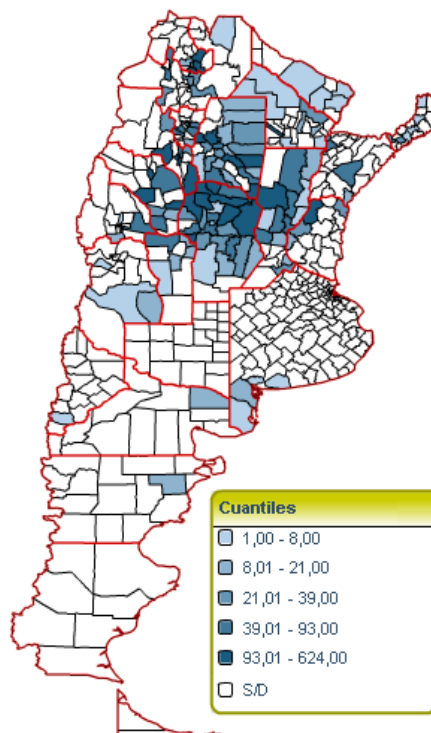 Cuantiles
1,00 - 8,00
8,01 - 21,00
21,01 - 39,00
39,01 - 93,00
93,01 - 624,00
S/D